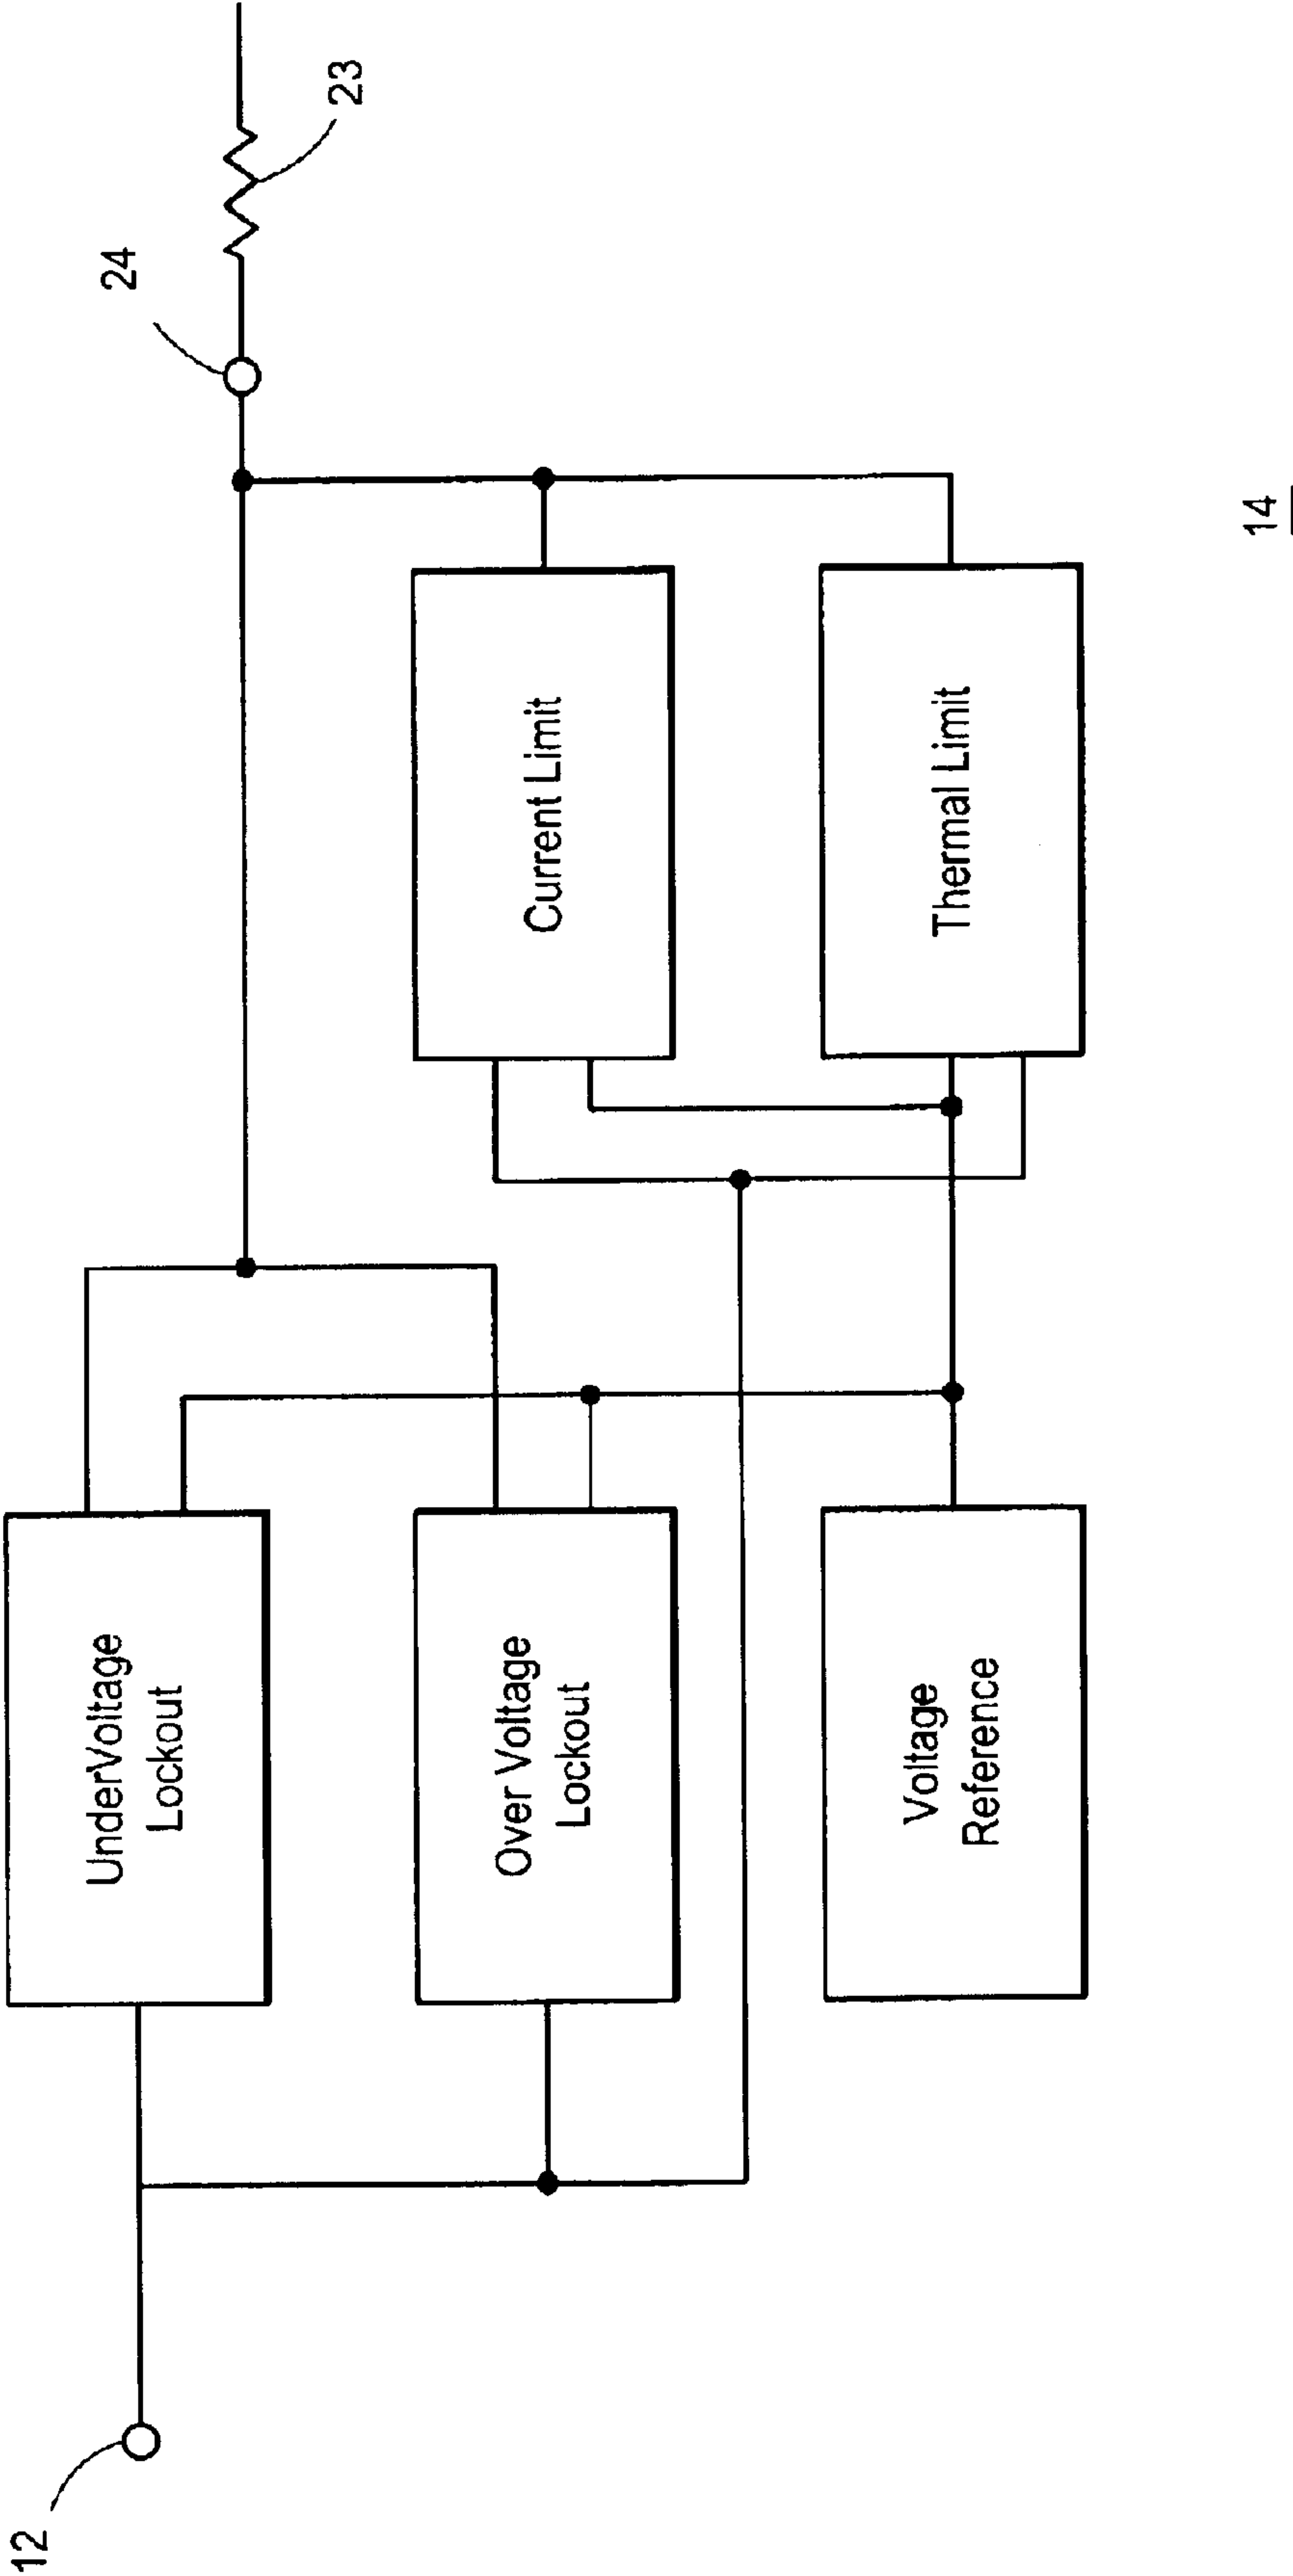 12
24
23
UnderVoltage
Lockout
Over Voltage
Lockout
Current Limit
Voltage
Reference
Thermal Limit
14